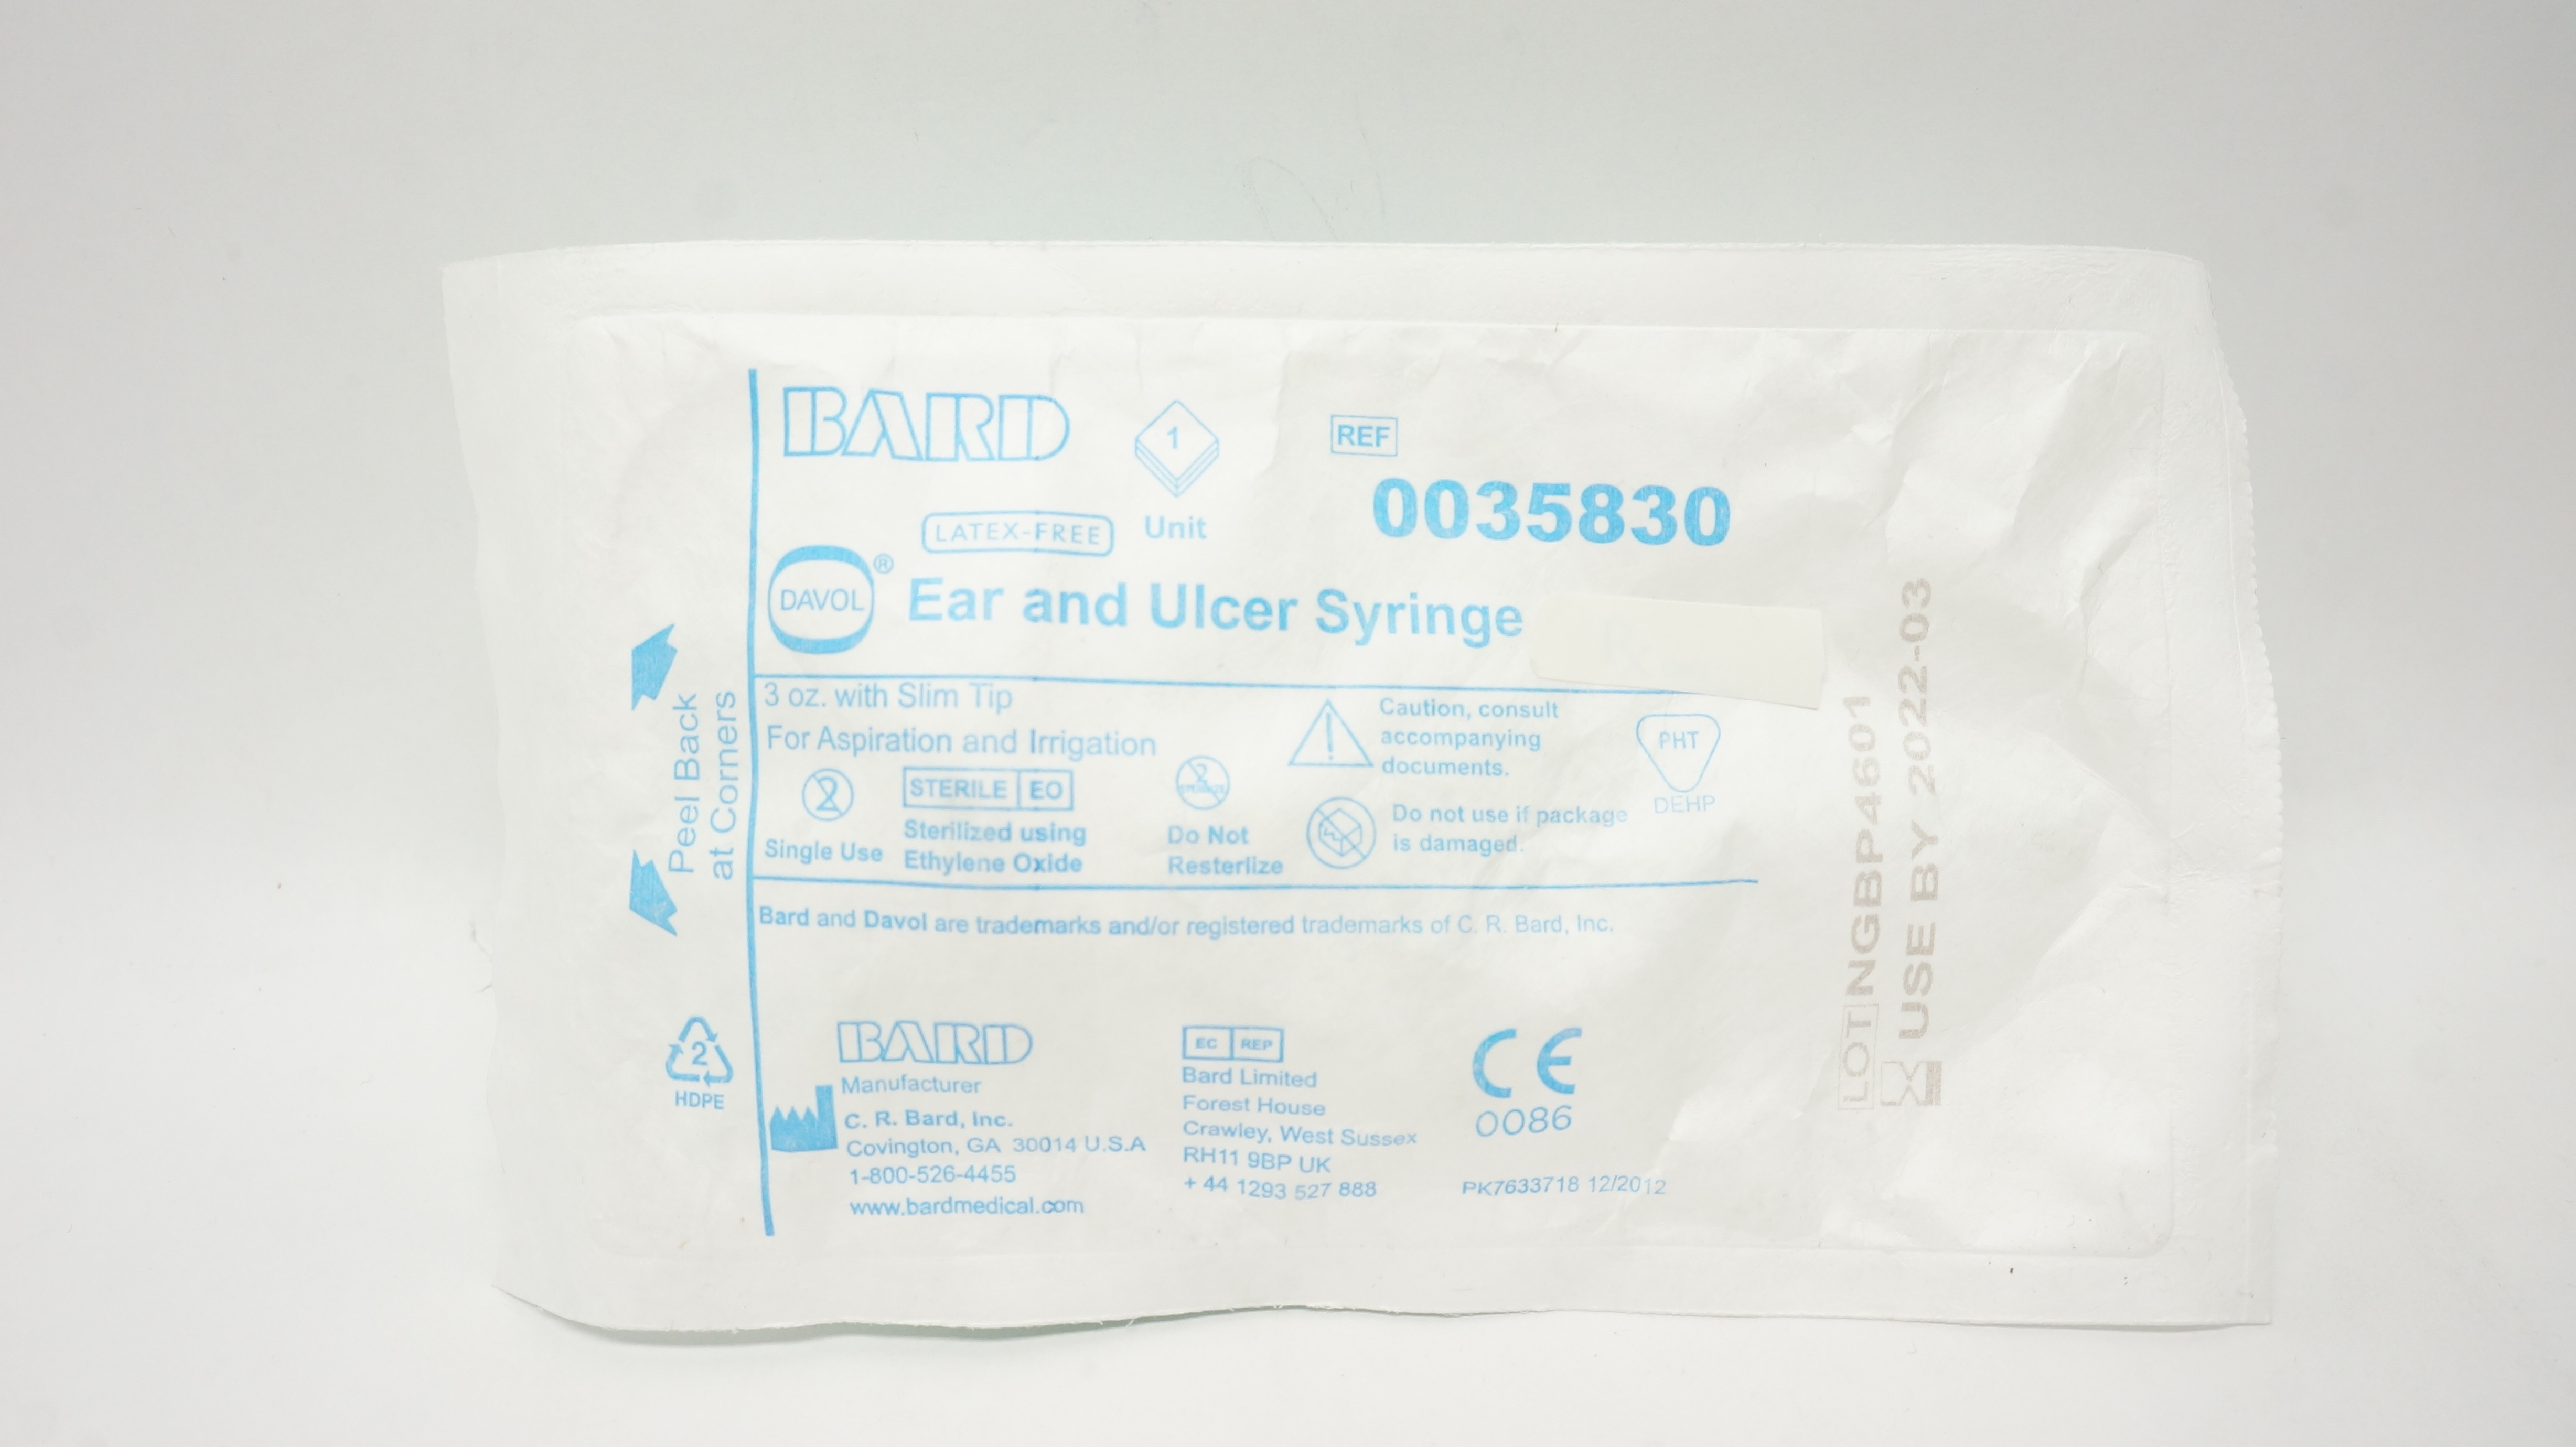 BARD
1
Unit
REF
0035830
LATEX-FREE
DAVOL ®
Ear and Ulcer Syringe
3 oz. with Slim Tip
For Aspiration and Irrigation
2
Single Use
STERILE EO
Sterilized using
Ethylene Oxide
2
Do Not
Resterlize
Caution, consult
accompanying
documents.
Do not use if package
is damaged.
PHT
DEHP
Peel Back
at Corners
Bard and Davol are trademarks and/or registered trademarks of C. R. Bard, Inc.
2
HDPE
BARD
Manufacturer
C. R. Bard, Inc.
Covington, GA 30014 U.S.A
1-800-526-4455
www.bardmedical.com
EC REP
Bard Limited
Forest House
Crawley, West Sussex
RH11 9BP UK
+ 44 1293 527 888
CE
0086
PK7633718 12/2012
LOT NGBP4601
USE BY 2022-03